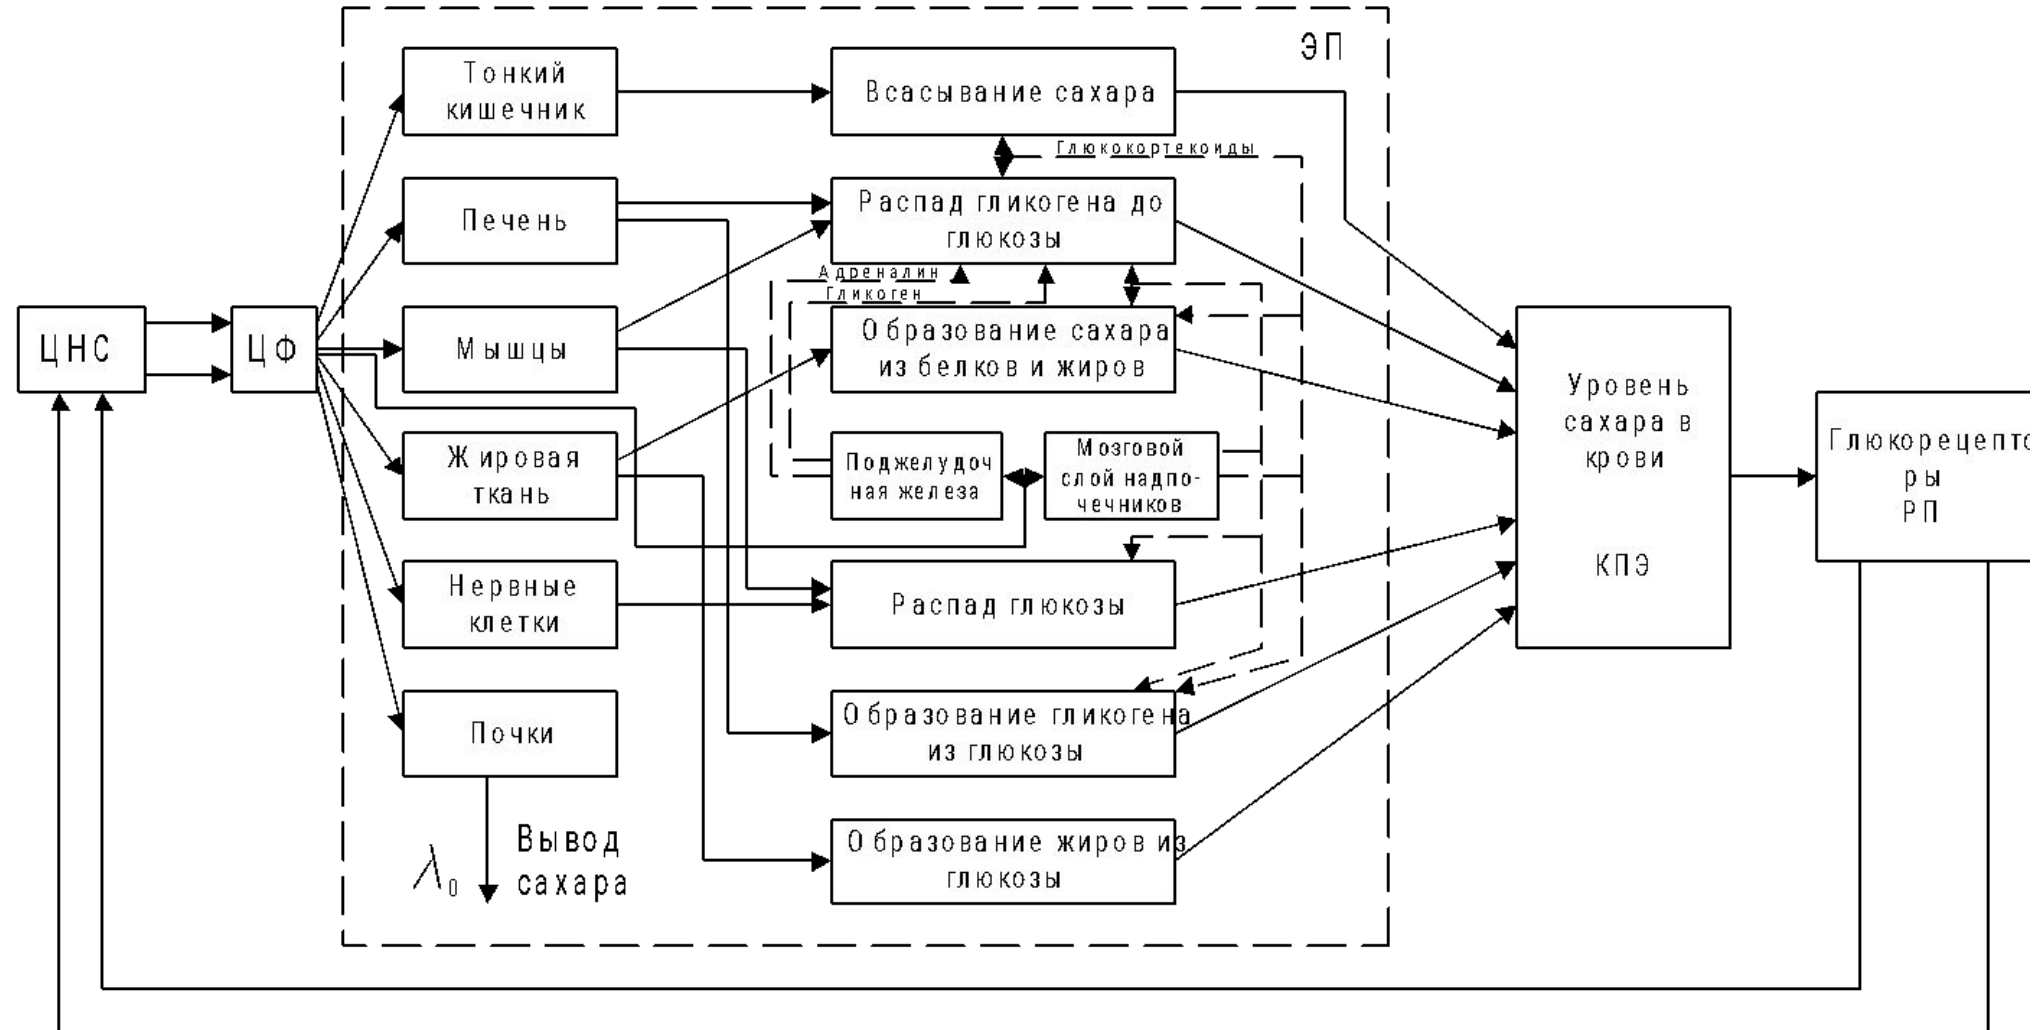 ЭП
Тонкий
кишечник
Всасывание сахара
Глюкокортекоиды
Печень
Распад гликогена до
глюкозы
Адреналин
Гликоген
ЦНС
ЦФ
Мышцы
Образование сахара
из белков и жиров
Уровень
сахара в
крови
КПЭ
Глюкорецепто
ры
РП
Жировая
ткань
Поджелудоч
ная железа
Мозговой
слой надпо-
чечников
Нервные
клетки
Распад глюкозы
Почки
Образование гликогена
из глюкозы
λ0
Вывод
сахара
Образование жиров из
глюкозы